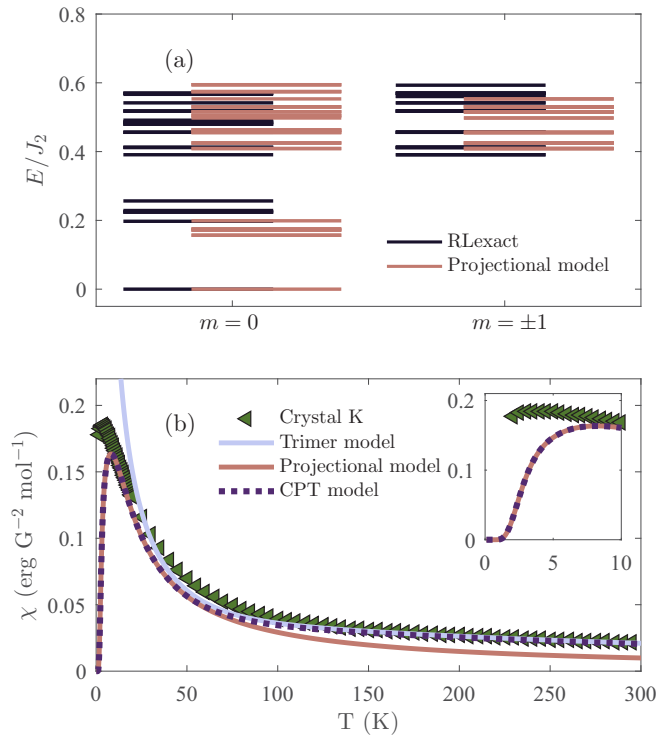 (a)
0.8
0.6
0.4
0.2
0
E/J₂
RLexact
Projectional model
m = 0
m = ±1
(b)
0.2
0.15
0.1
0.05
0
χ (erg G⁻² mol⁻¹)
Crystal K
Trimer model
Projectional model
CPT model
0.2
0.1
0
0 5 10
0 50 100 150 200 250 300
T (K)